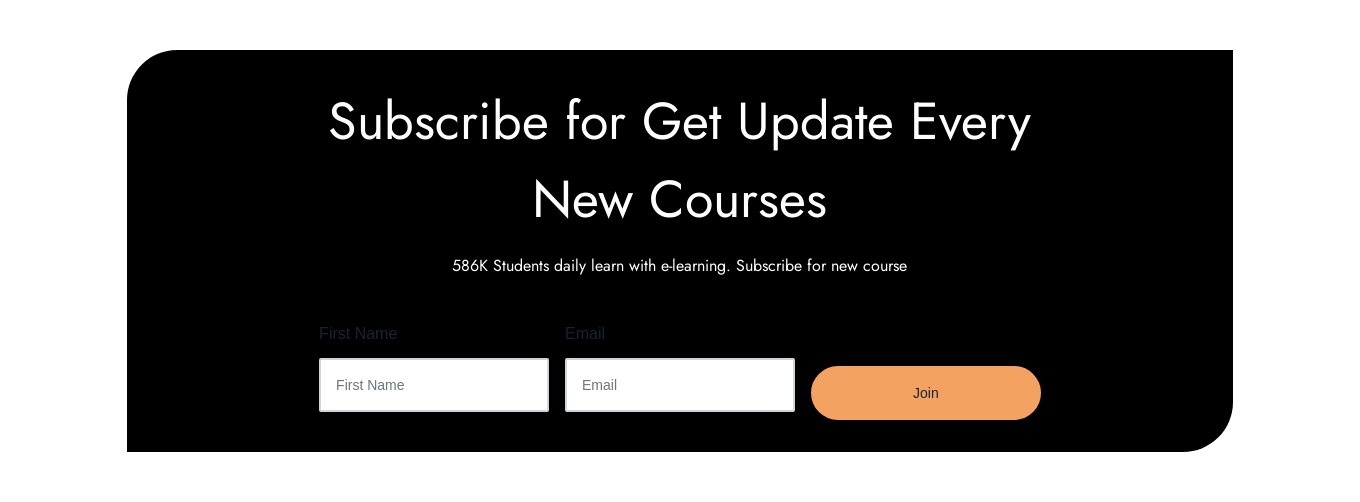 Subscribe for Get Update Every
New Courses
586K Students daily learn with e-learning. Subscribe for new course
First Name
Email
First Name
Email
Join